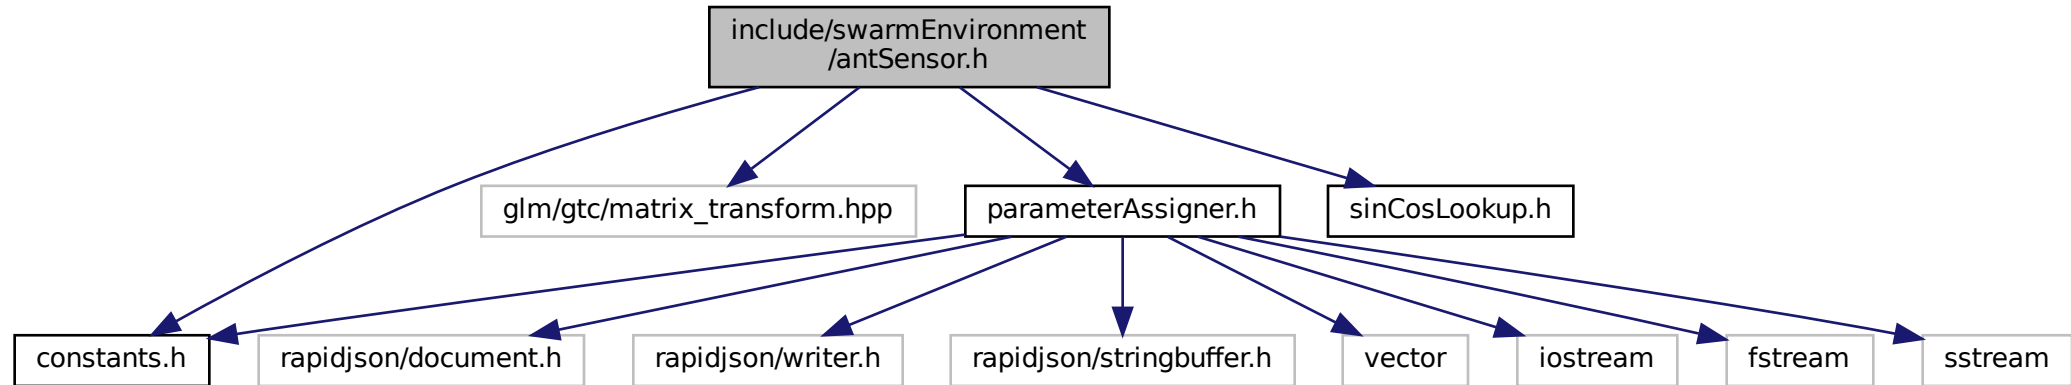 include/swarmEnvironment
/antSensor.h
glm/gtc/matrix_transform.hpp
parameterAssigner.h
sinCosLookup.h
constants.h
rapidjson/document.h
rapidjson/writer.h
rapidjson/stringbuffer.h
vector
iostream
fstream
sstream